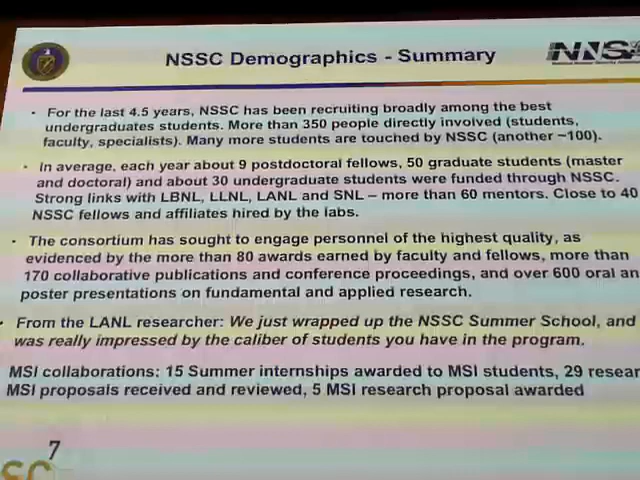 NSSC Demographics - Summary
NNSA
• For the last 4.5 years, NSSC has been recruiting broadly among the best
undergraduates students. More than 350 people directly involved (students,
faculty, specialists). Many more students are touched by NSSC (another ~100).
• In average, each year about 9 postdoctoral fellows, 50 graduate students (master
and doctoral) and about 30 undergraduate students were funded through NSSC.
Strong links with LBNL, LLNL, LANL and SNL – more than 60 mentors. Close to 40
NSSC fellows and affiliates hired by the labs.
• The consortium has sought to engage personnel of the highest quality, as
evidenced by the more than 80 awards earned by faculty and fellows, more than
170 collaborative publications and conference proceedings, and over 600 oral an
poster presentations on fundamental and applied research.
• From the LANL researcher: We just wrapped up the NSSC Summer School, and
was really impressed by the caliber of students you have in the program.
MSI collaborations: 15 Summer internships awarded to MSI students, 29 resear
MSI proposals received and reviewed, 5 MSI research proposal awarded
7
SC